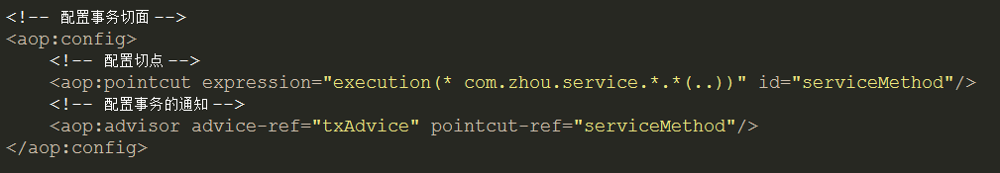 <!-- 配置事务切面 -->
<aop:config>
    <!-- 配置切点 -->
    <aop:pointcut expression="execution(* com.zhou.service.*.*(..))" id="serviceMethod"/>
    <!-- 配置事务的通知 -->
    <aop:advisor advice-ref="txAdvice" pointcut-ref="serviceMethod"/>
</aop:config>